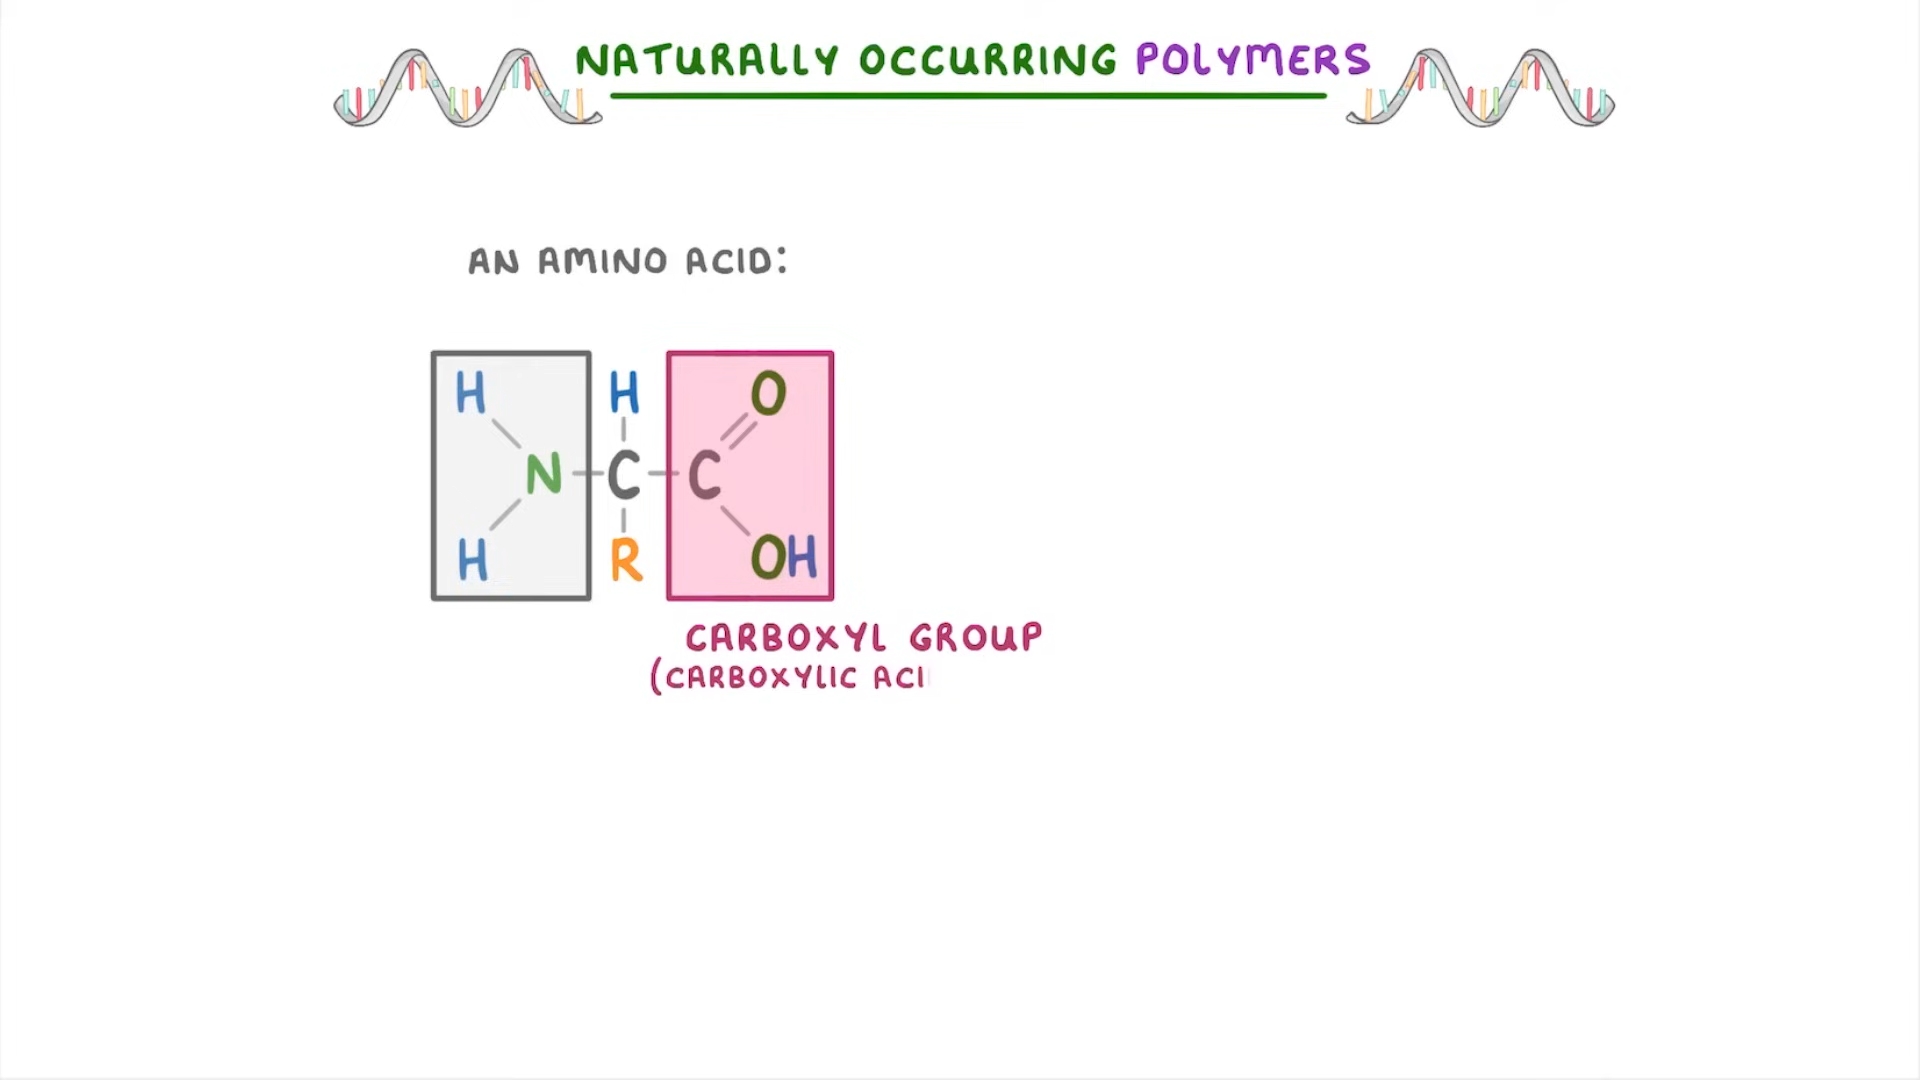 NATURALLY OCCURRING POLYMERS
AN AMINO ACID:
H H O
N C C
H R OH
CARBOXYL GROUP
(CARBOXYLIC ACI